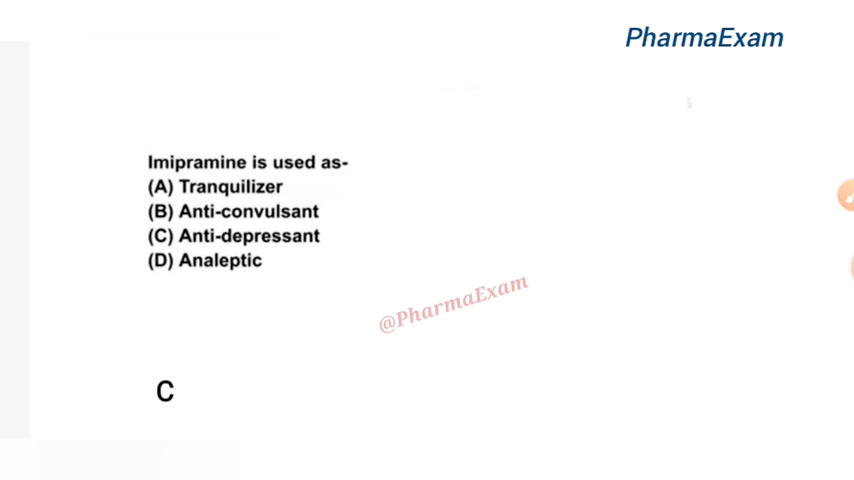 PharmaExam
Imipramine is used as-
(A) Tranquilizer
(B) Anti-convulsant
(C) Anti-depressant
(D) Analeptic
@PharmaExam
C